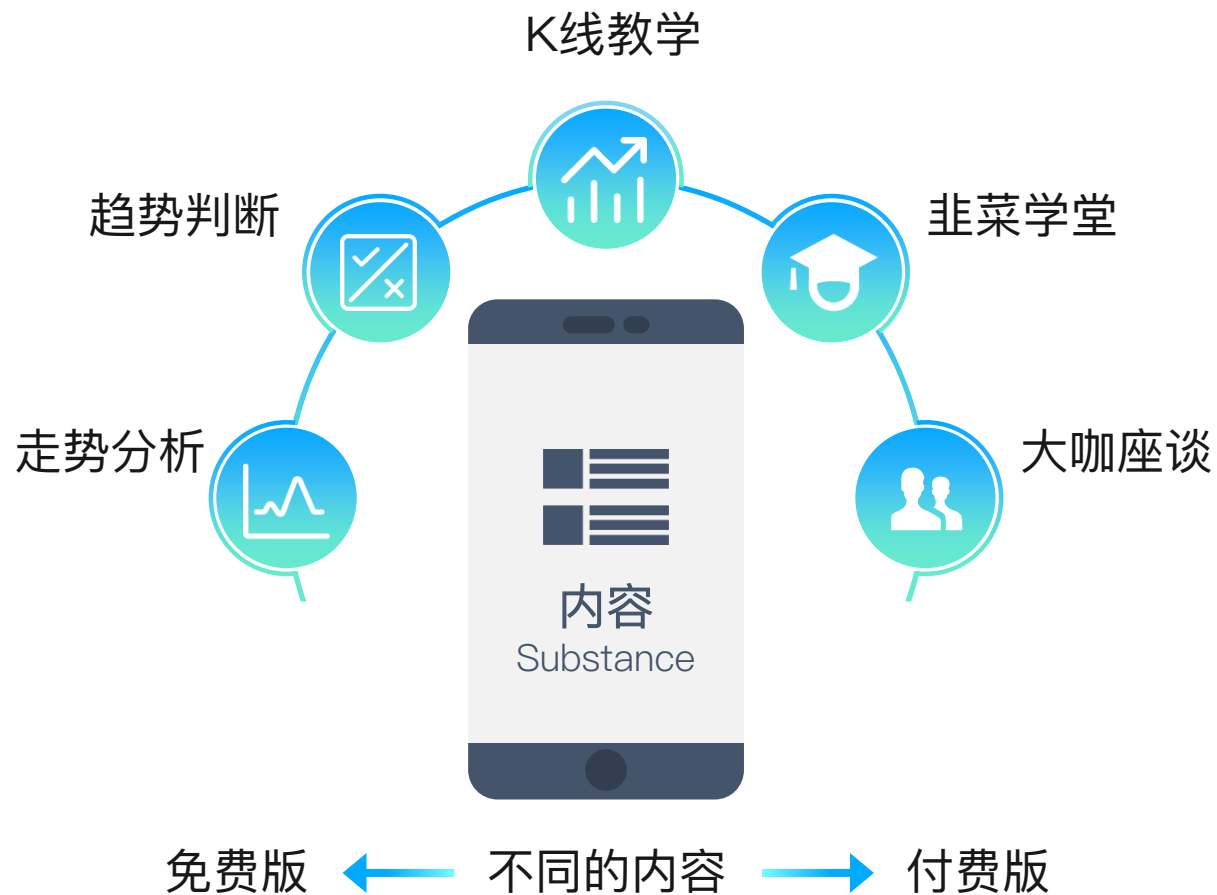 K线教学
趋势判断
韭菜学堂
走势分析
大咖座谈
内容
Substance
免费版 不同的内容 付费版